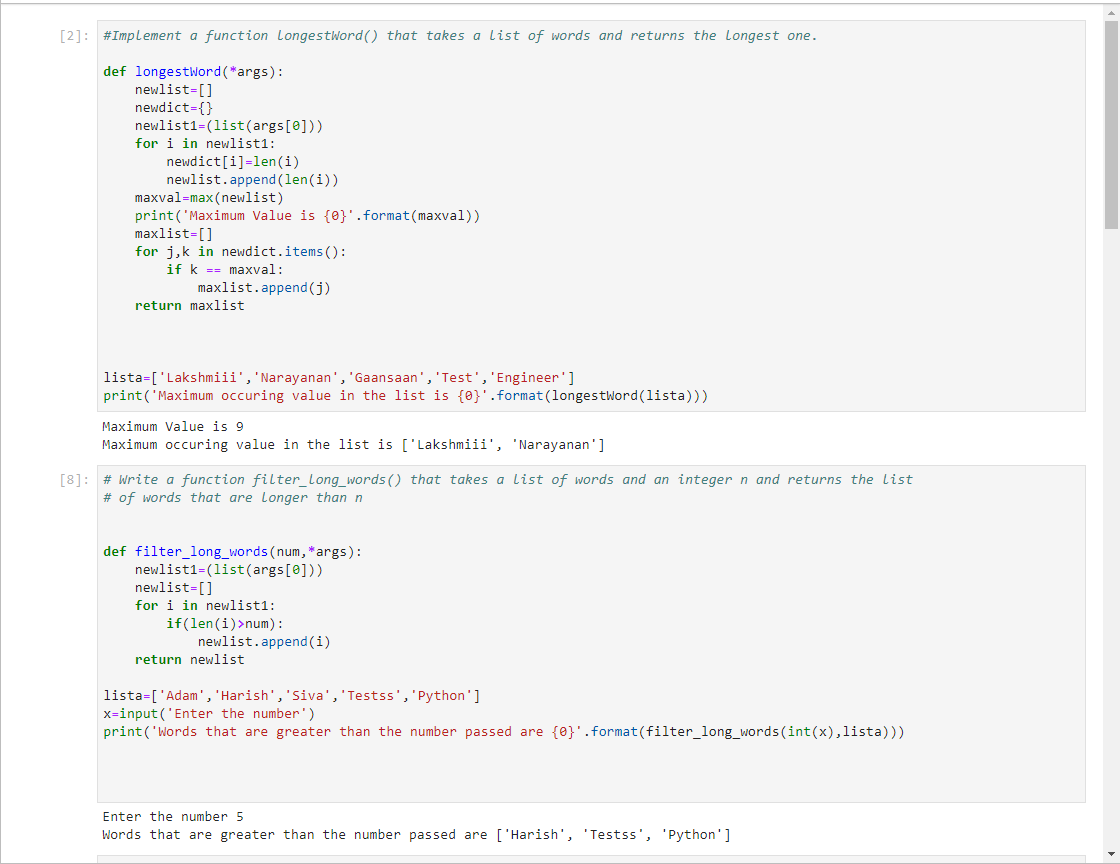 [2]: #Implement a function longestWord() that takes a list of words and returns the longest one.
def longestWord(*args):
    newlist=[]
    newdict={}
    newlist1=(list(args[0]))
    for i in newlist1:
        newdict[i]=len(i)
        newlist.append(len(i))
    maxval=max(newlist)
    print('Maximum Value is {0}'.format(maxval))
    maxlist=[]
    for j,k in newdict.items():
        if k == maxval:
            maxlist.append(j)
    return maxlist
lista=['Lakshmiii','Narayanan','Gaansaan','Test','Engineer']
print('Maximum occuring value in the list is {0}'.format(longestWord(lista)))
Maximum Value is 9
Maximum occuring value in the list is ['Lakshmiii', 'Narayanan']
[8]: # Write a function filter_long_words() that takes a list of words and an integer n and returns the list
# of words that are longer than n
def filter_long_words(num,*args):
    newlist1=(list(args[0]))
    newlist=[]
    for i in newlist1:
        if(len(i)>num):
            newlist.append(i)
    return newlist
lista=['Adam','Harish','Siva','Testss','Python']
x=input('Enter the number')
print('Words that are greater than the number passed are {0}'.format(filter_long_words(int(x),lista)))
Enter the number 5
Words that are greater than the number passed are ['Harish', 'Testss', 'Python']